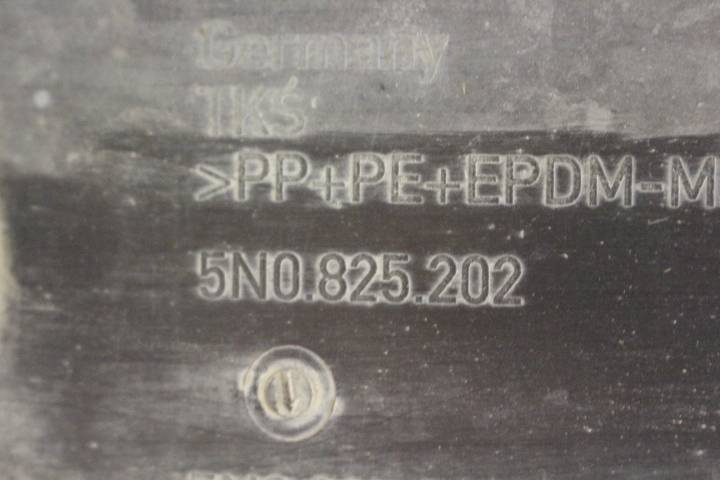 Germany
TKS
>PP+PE+EPDM-M
5N0.825.202